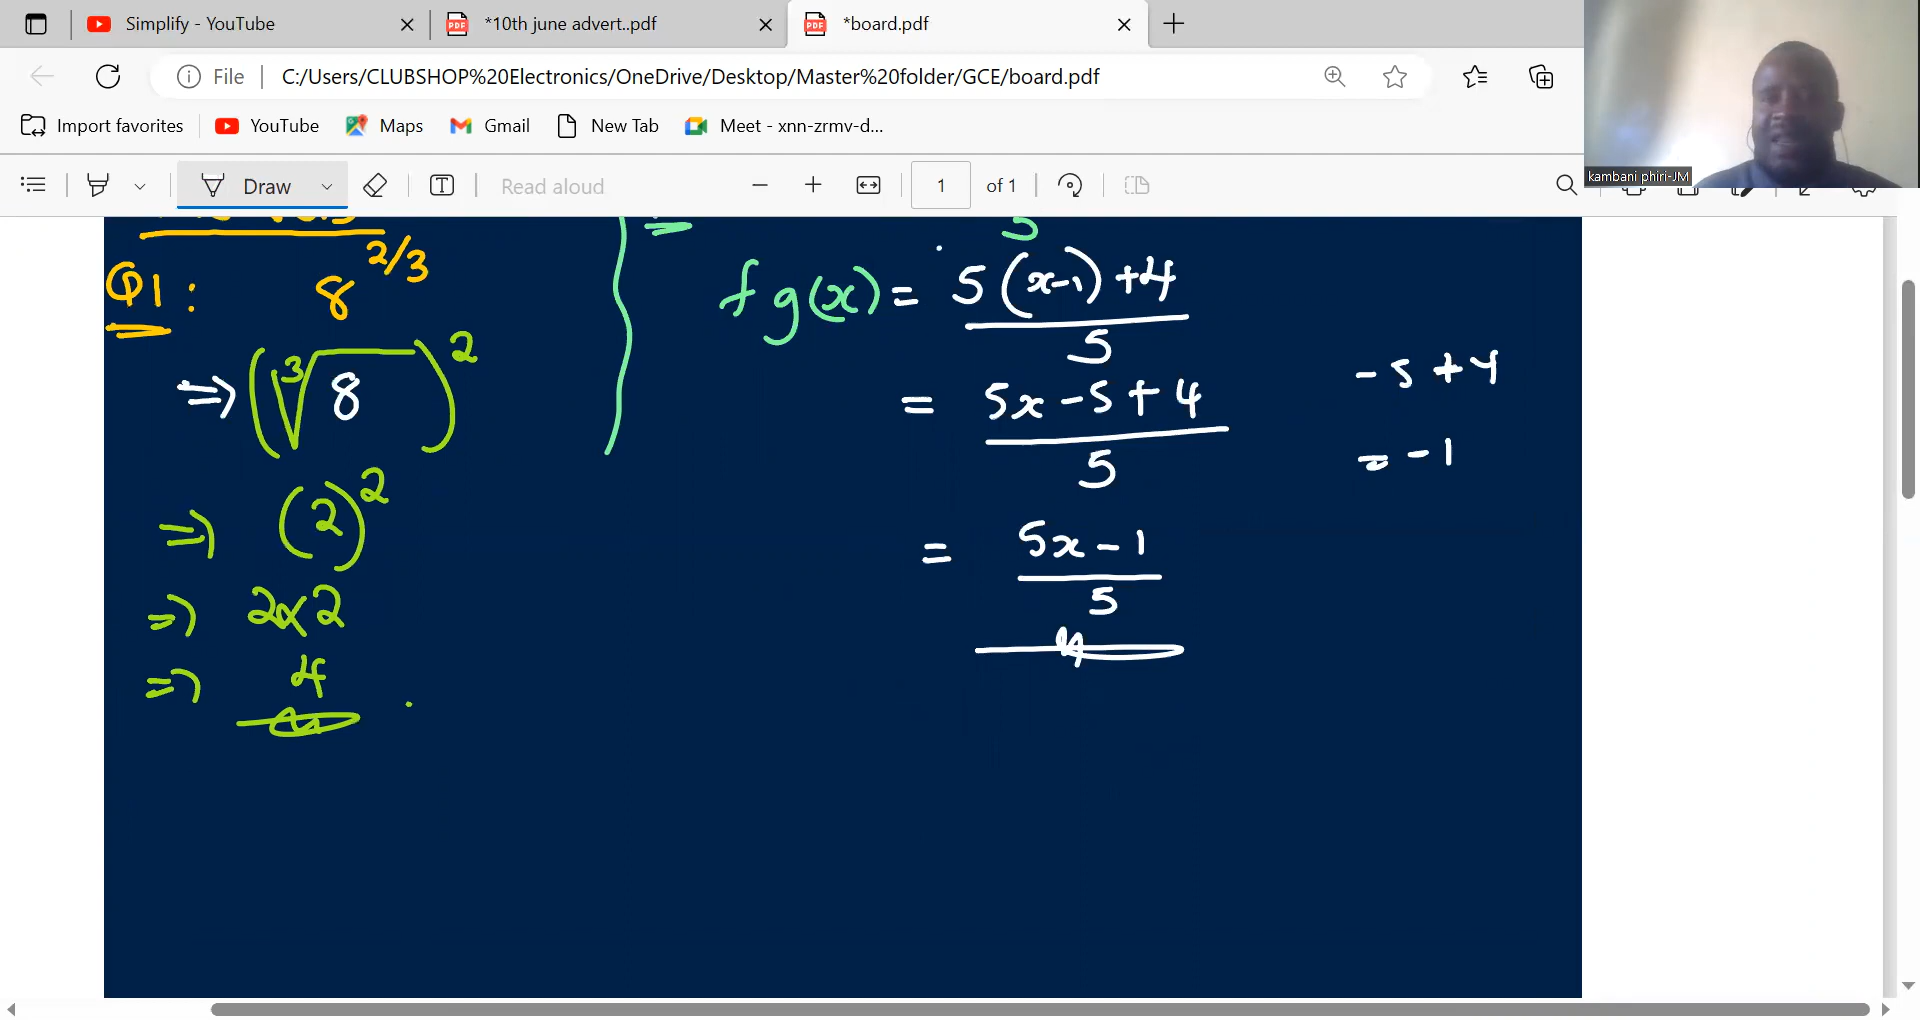 Simplify - YouTube
*10th june advert..pdf
*board.pdf
File C:/Users/CLUBSHOP%20Electronics/OneDrive/Desktop/Master%20folder/GCE/board.pdf
Import favorites YouTube Maps Gmail New Tab Meet - xnn-zrmv-d...
Draw Read aloud 1 of 1
kambani phiri-JM
Q1: 8^(2/3)
⇒ (∛8)^2
⇒ (2)^2
⇒ 2x2
⇒ 4
5
fg(x) = (5(x-1)+4)/5
= (5x-5+4)/5
= (5x-1)/5
-5+4
= -1